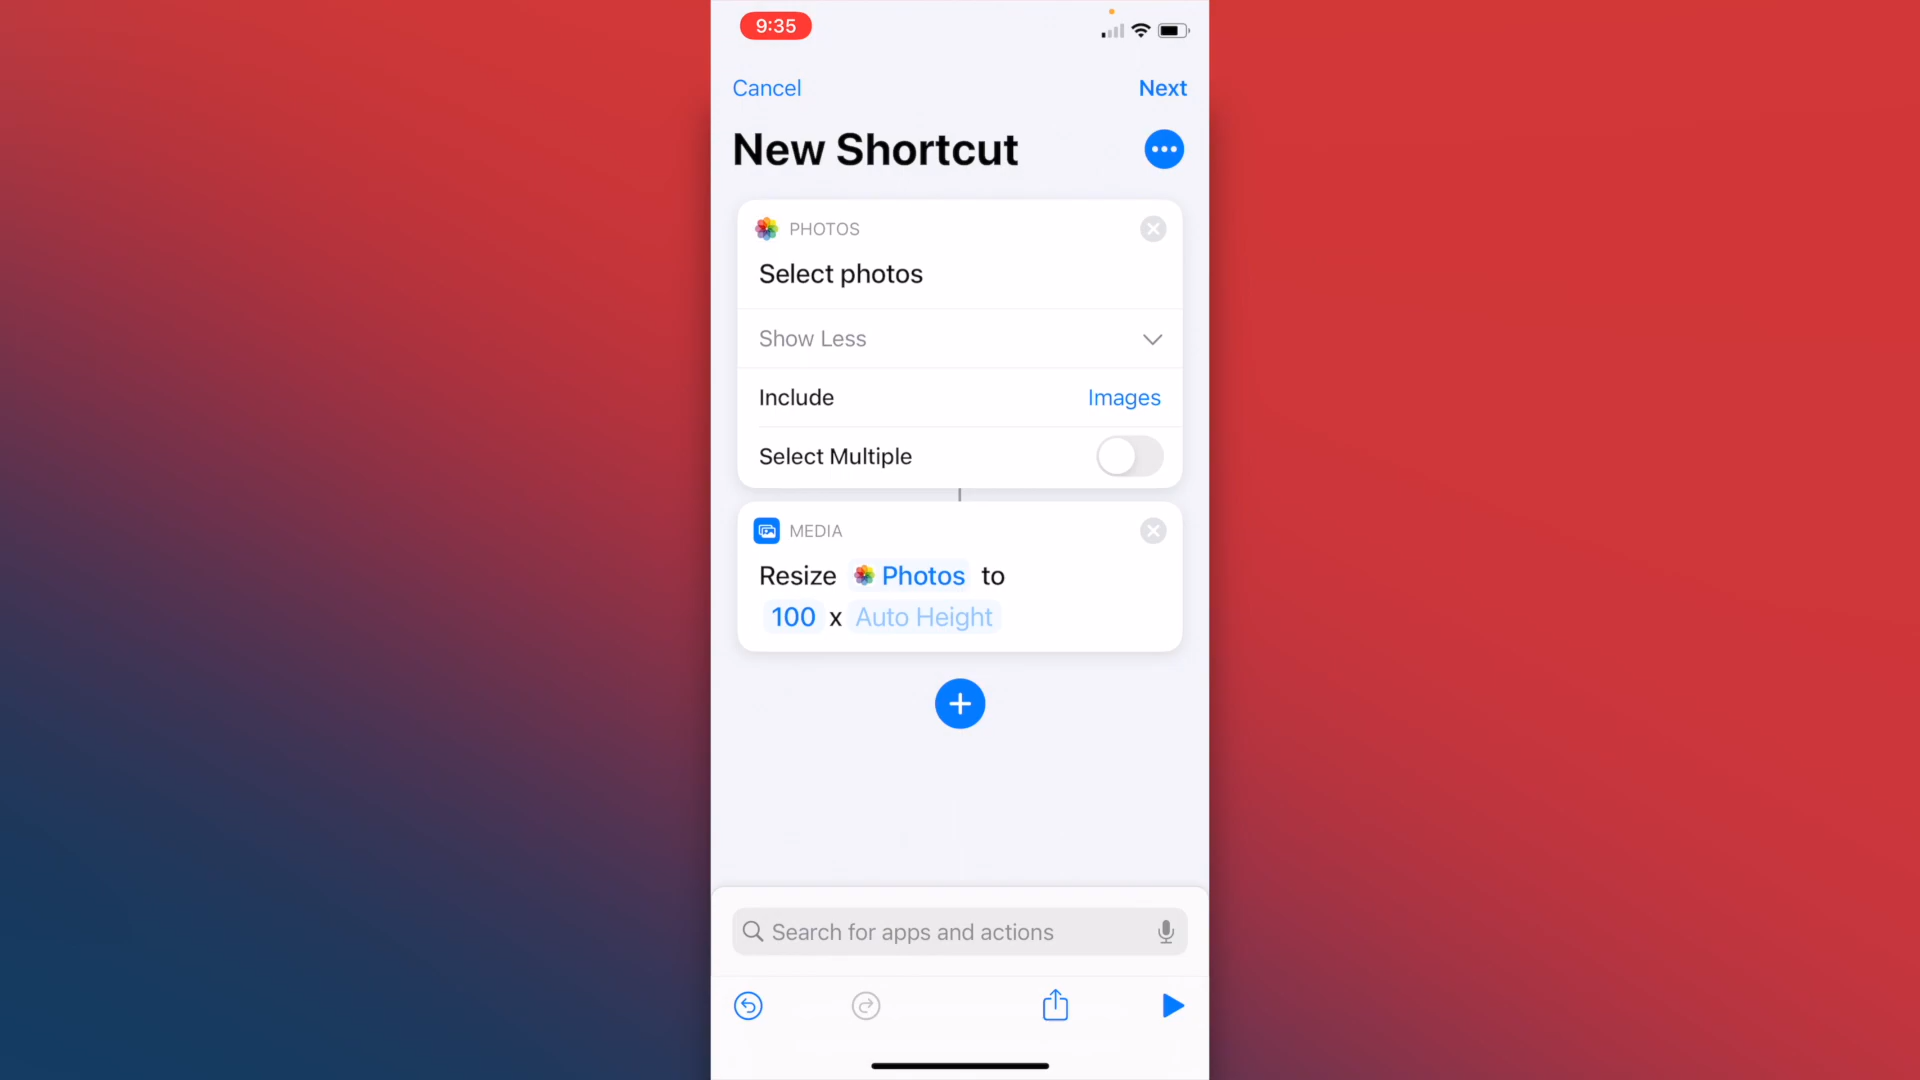 9:35
Cancel
Next
New Shortcut
PHOTOS
Select photos
Show Less
Include
Images
Select Multiple
MEDIA
Resize Photos to
100 x Auto Height
Search for apps and actions